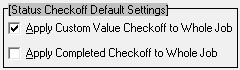 [Status Checkoff Default Settings]
Apply Custom Value Checkoff to Whole Job
Apply Completed Checkoff to Whole Job